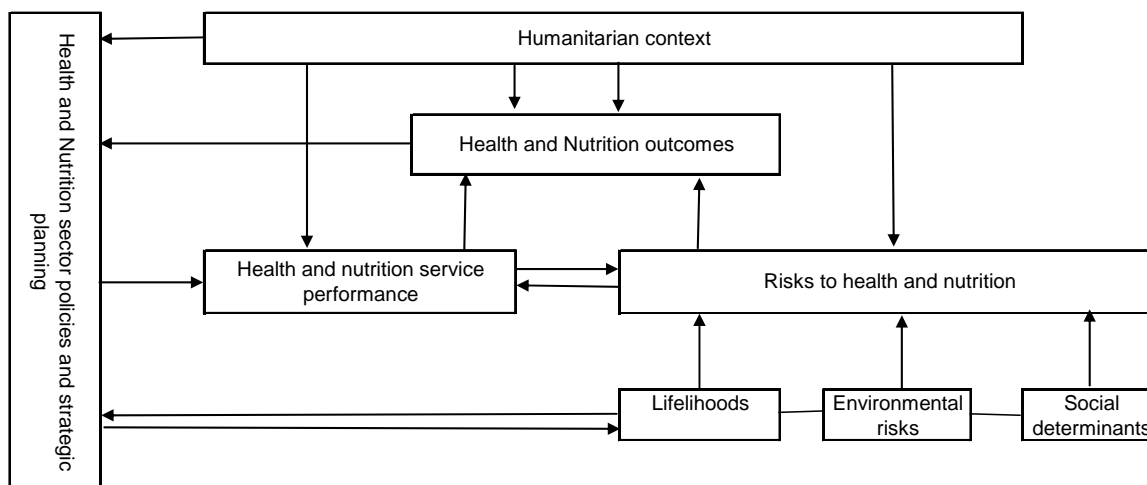 Humanitarian context
Health and Nutrition sector policies and strategic
planning
Health and Nutrition outcomes
Health and nutrition service
performance
Risks to health and nutrition
Lifelihoods
Environmental
risks
Social
determinants